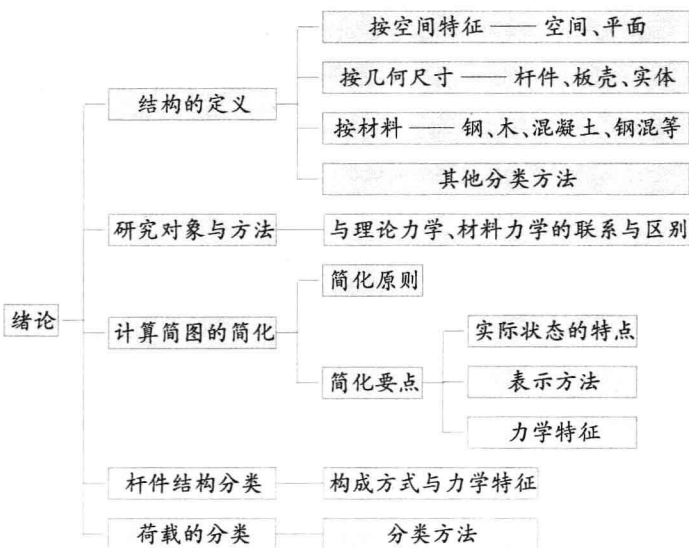 按空间特征 —— 空间、平面
按几何尺寸 —— 杆件、板壳、实体
结构的定义
按材料 —— 钢、木、混凝土、钢混等
其他分类方法
研究对象与方法
与理论力学、材料力学的联系与区别
简化原则
绪论
计算简图的简化
实际状态的特点
简化要点
表示方法
力学特征
杆件结构分类
构成方式与力学特征
荷载的分类
分类方法